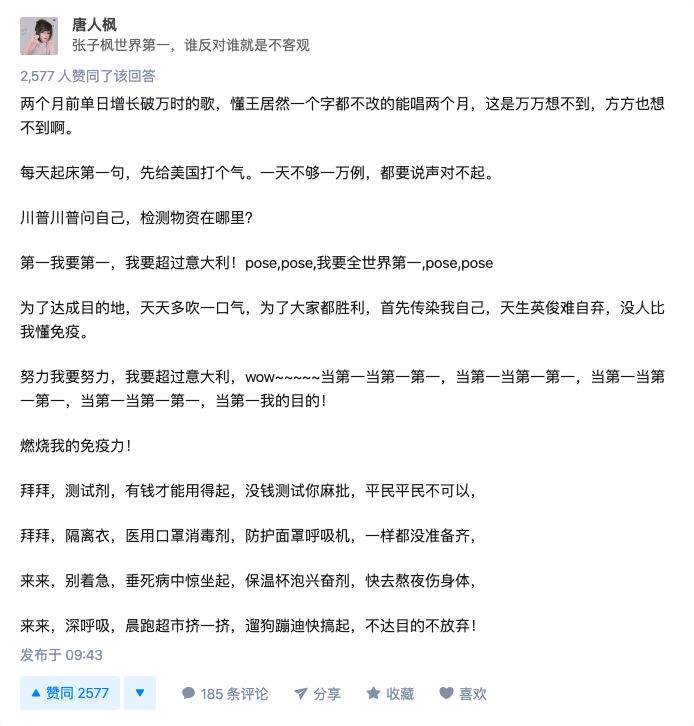 唐人枫
张子枫世界第一，谁反对谁就是不客观
2,577 人赞同了该回答
两个月前单日增长破万时的歌，懂王居然一个字都不改的能唱两个月，这是万万想不到，方方也想
不到啊。
每天起床第一句，先给美国打个气。一天不够一万例，都要说声对不起。
川普川普问自己，检测物资在哪里?
第一我要第一，我要超过意大利！pose,pose,我要全世界第一,pose,pose
为了达成目的地，天天多吹一口气，为了大家都胜利，首先传染我自己，天生英俊难自弃，没人比
我懂免疫。
努力我要努力，我要超过意大利，wow~~~~~当第一当第一第一，当第一当第一第一，当第一当第
一第一，当第一当第一第一，当第一我的目的！
燃烧我的免疫力！
拜拜，测试剂，有钱才能用得起，没钱测试你麻批，平民平民不可以，
拜拜，隔离衣，医用口罩消毒剂，防护面罩呼吸机，一样都没准备齐，
来来，别着急，垂死病中惊坐起，保温杯泡兴奋剂，快去熬夜伤身体，
来来，深呼吸，晨跑超市挤一挤，遛狗蹦迪快搞起，不达目的不放弃！
发布于 09:43
赞同 2577
185 条评论
分享
收藏
喜欢